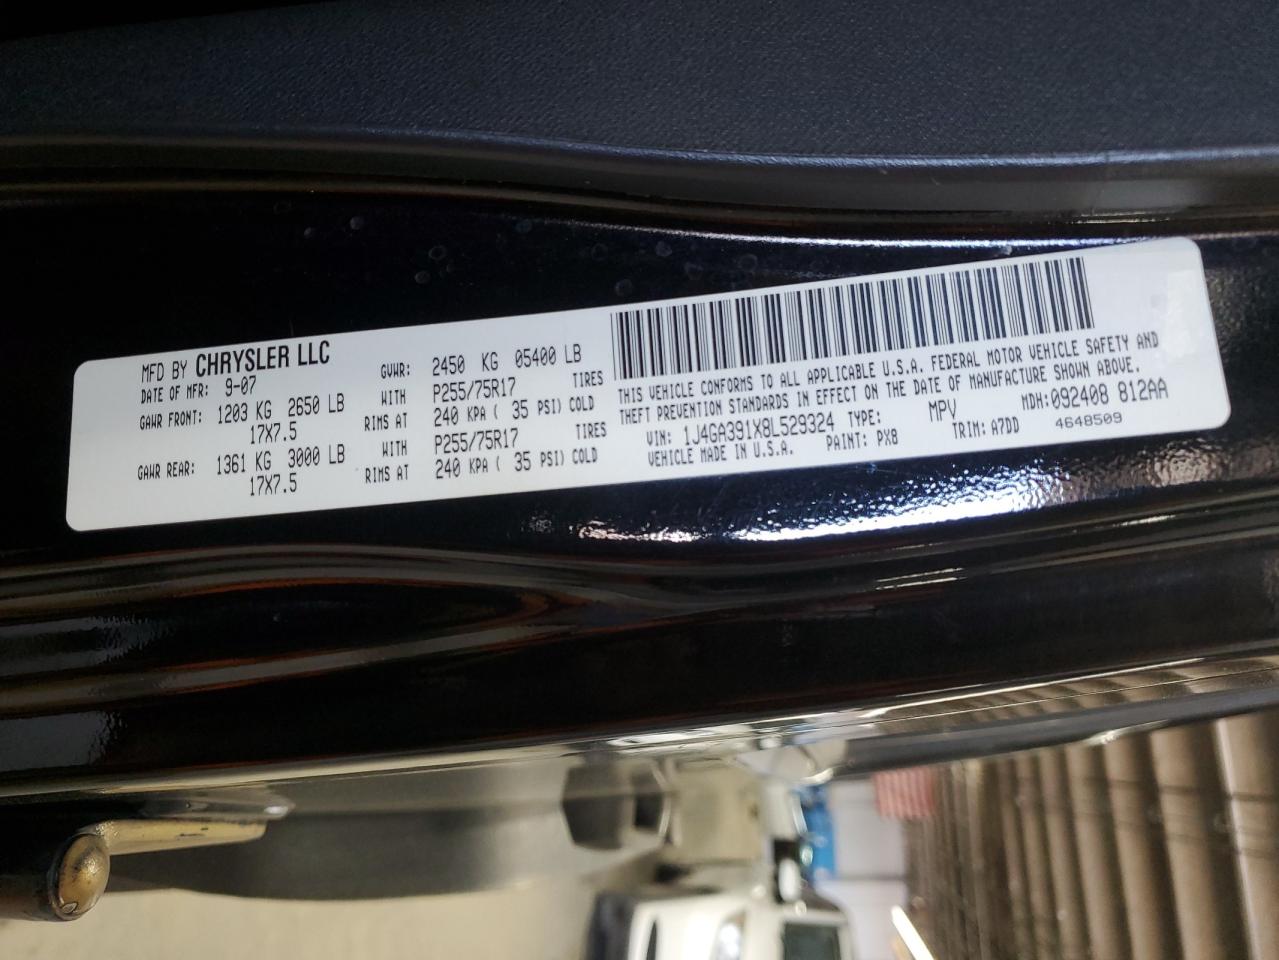 MFD BY CHRYSLER LLC
DATE OF MFR: 9-07 GVWR: 2450 KG 05400 LB
GAWR FRONT: 1203 KG 2650 LB WITH P255/75R17 TIRES
17X7.5 RIMS AT 240 KPA ( 35 PSI) COLD
GAWR REAR: 1361 KG 3000 LB WITH P255/75R17 TIRES
17X7.5 RIMS AT 240 KPA ( 35 PSI) COLD
THIS VEHICLE CONFORMS TO ALL APPLICABLE U.S.A. FEDERAL MOTOR VEHICLE SAFETY AND
THEFT PREVENTION STANDARDS IN EFFECT ON THE DATE OF MANUFACTURE SHOWN ABOVE.
VIN: 1J4GA391X8L529324 TYPE: MPV MDH:092408 812AA
VEHICLE MADE IN U.S.A. PAINT: PX8 TRIM: A7DD 4648509